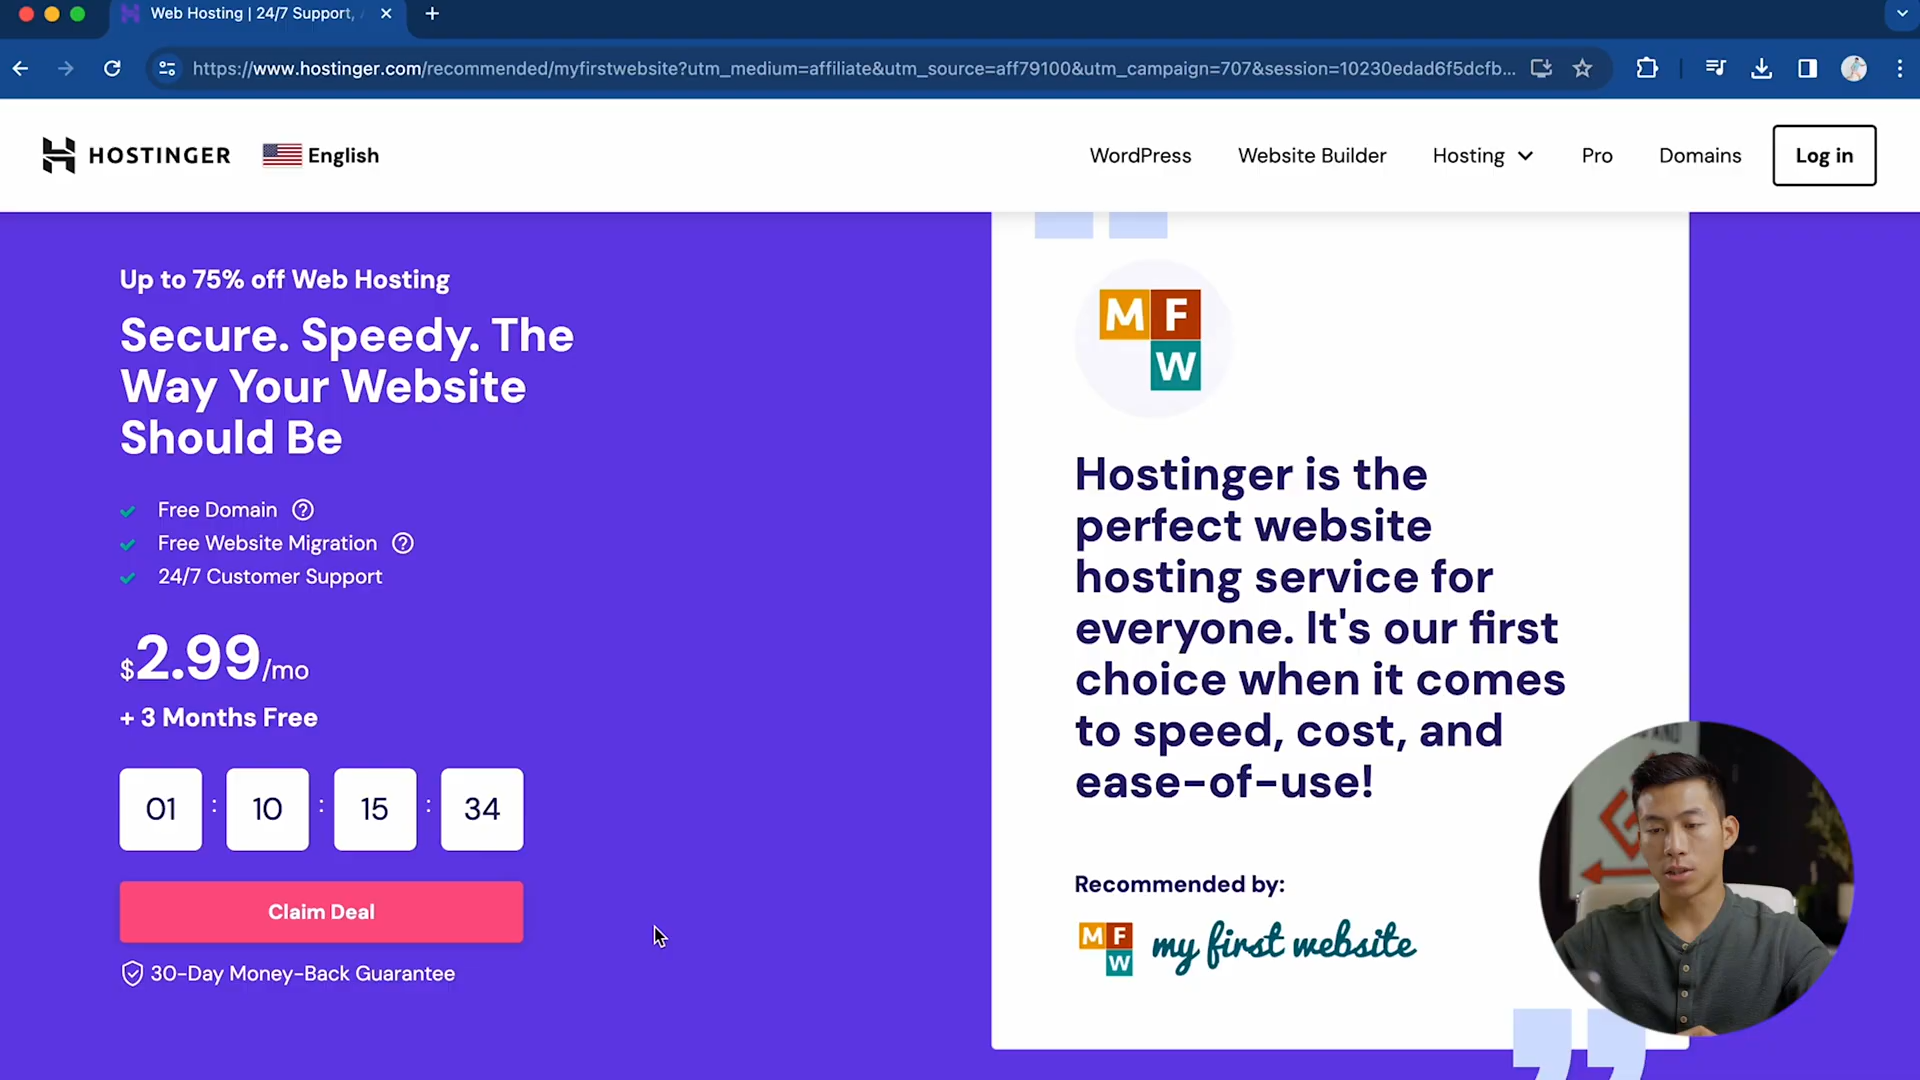 Web Hosting | 24/7 Support,
https://www.hostinger.com/recommended/myfirstwebsite?utm_medium=affiliate&utm_source=aff79100&utm_campaign=707&session=10230edad6f5dcfb...
HOSTINGER
English
WordPress
Website Builder
Hosting
Pro
Domains
Log in
Up to 75% off Web Hosting
Secure. Speedy. The
Way Your Website
Should Be
Free Domain
Free Website Migration
24/7 Customer Support
$2.99/mo
+ 3 Months Free
01 : 10 : 15 : 34
Claim Deal
30-Day Money-Back Guarantee
M F
W
Hostinger is the
perfect website
hosting service for
everyone. It's our first
choice when it comes
to speed, cost, and
ease-of-use!
Recommended by:
M F
W
my first website